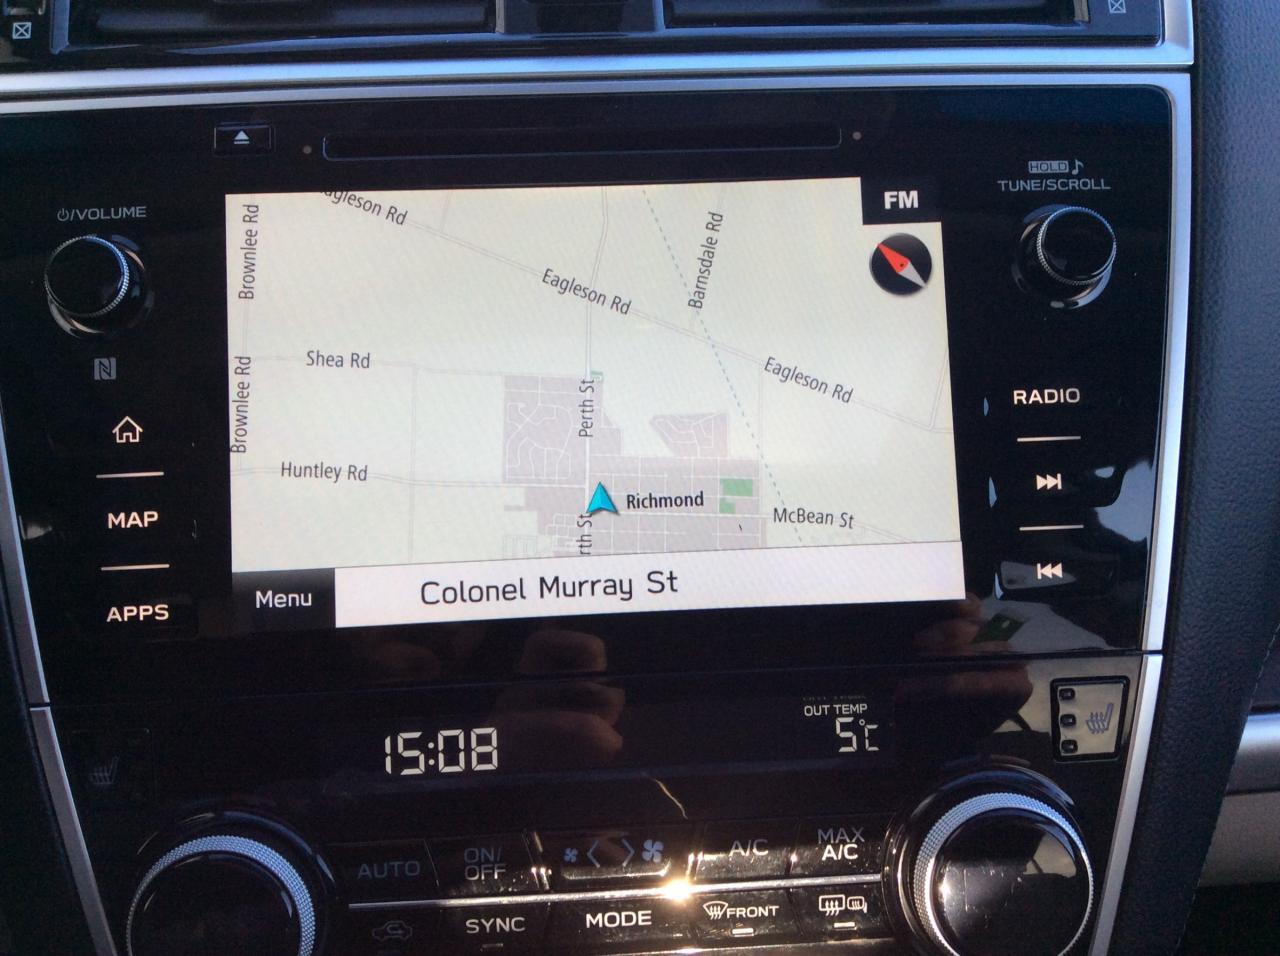 HOLD
TUNE/SCROLL
/VOLUME
FM
Brownlee Rd
Eagleson Rd
Barnsdale Rd
Eagleson Rd
Shea Rd
Eagleson Rd
Brownlee Rd
Perth St
RADIO
Huntley Rd
Richmond
McBean St
MAP
Menu
Colonel Murray St
APPS
OUT TEMP
15:08
5°C
AUTO
ON/
OFF
A/C
MAX
A/C
SYNC
MODE
FRONT